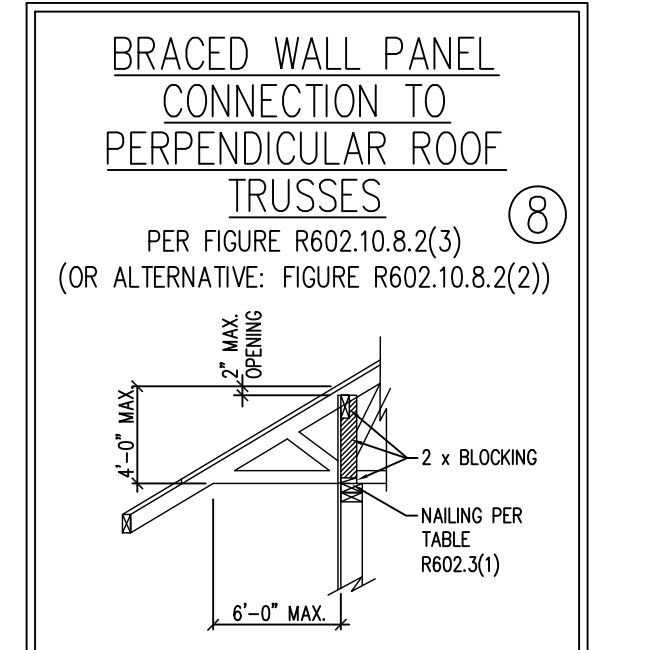 BRACED WALL PANEL
CONNECTION TO
PERPENDICULAR ROOF
TRUSSES
8
PER FIGURE R602.10.8.2(3)
(OR ALTERNATIVE: FIGURE R602.10.8.2(2))
2" MAX.
OPENING
4'-0" MAX.
2 x BLOCKING
NAILING PER
TABLE
R602.3(1)
6'-0" MAX.